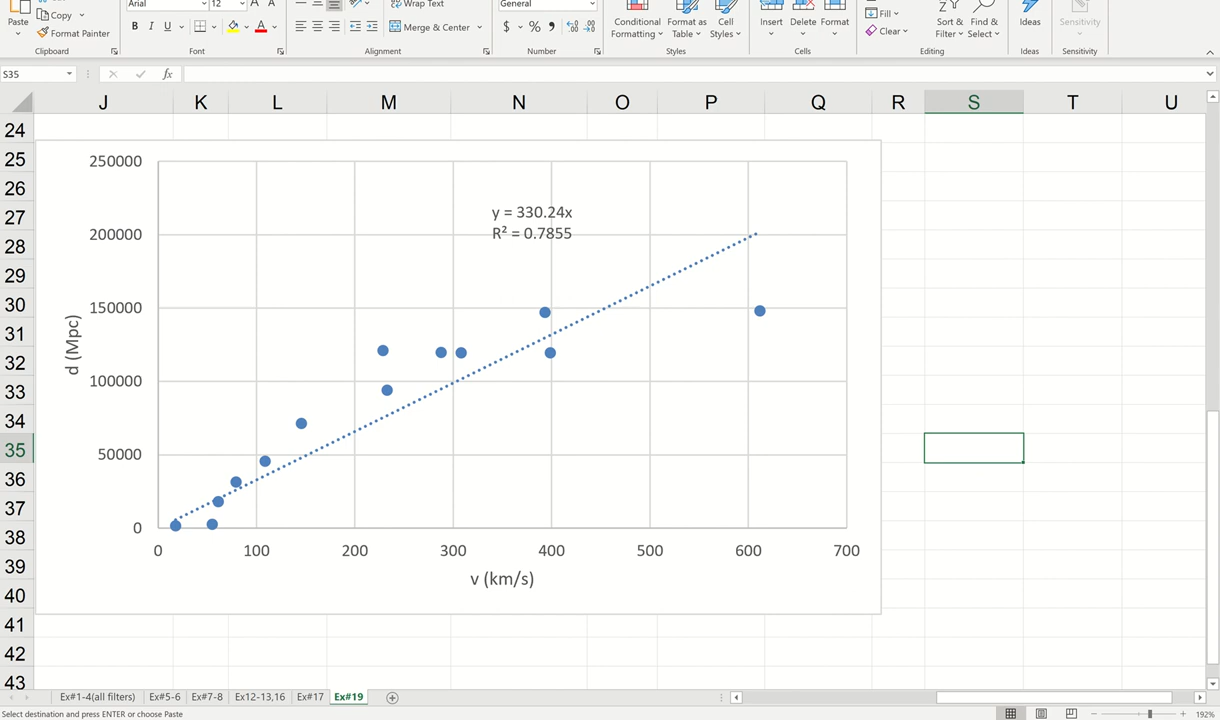 Arial 12 A A Wrap Text General
Paste Copy Conditional Format as Cell Insert Delete Format Fill Sort & Find & Ideas Sensitivity
Format Painter B I U A Merge & Center $ % Formatting Table Styles Clear Filter Select
Clipboard Font Alignment Number Styles Cells Editing Ideas Sensitivity
S35 fx
J K L M N O P Q R S T U
24
25
26
27
28
29
30
31
32
33
34
35
36
37
38
39
40
41
42
43
250000
200000
150000
100000
50000
0
d (Mpc)
y = 330.24x
R² = 0.7855
0 100 200 300 400 500 600 700
v (km/s)
Ex#1-4(all filters) Ex#5-6 Ex#7-8 Ex12-13,16 Ex#17 Ex#19
Select destination and press ENTER or choose Paste 192%